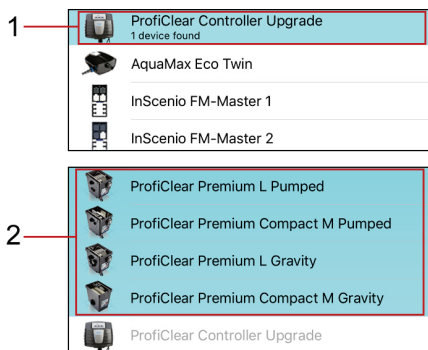 1
ProfiClear Controller Upgrade
1 device found
AquaMax Eco Twin
InScenio FM-Master 1
InScenio FM-Master 2
2
ProfiClear Premium L Pumped
ProfiClear Premium Compact M Pumped
ProfiClear Premium L Gravity
ProfiClear Premium Compact M Gravity
ProfiClear Controller Upgrade